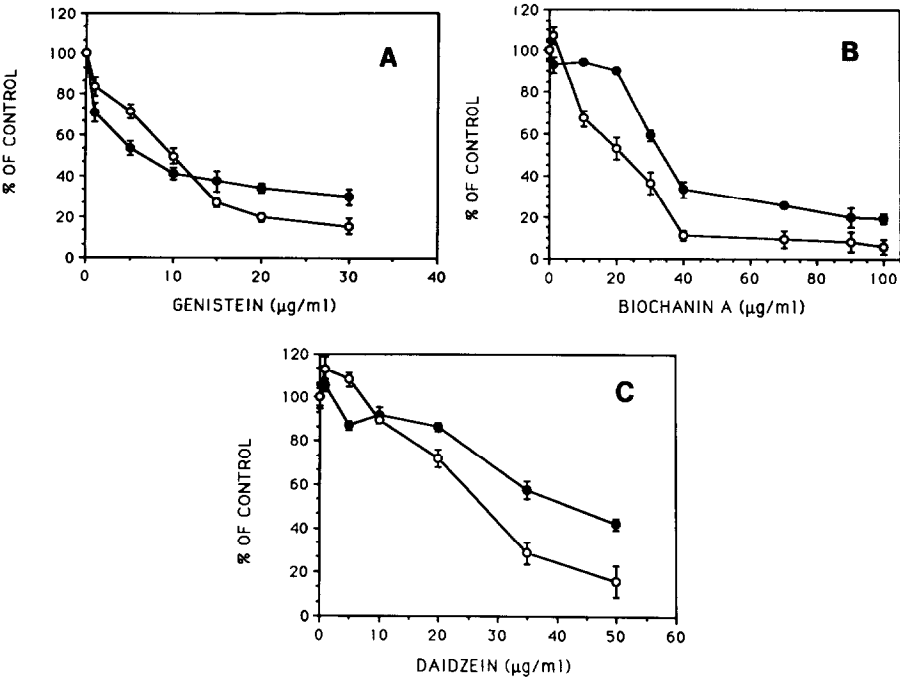 A
% OF CONTROL
120
100
80
60
40
20
0
0 10 20 30 40
GENISTEIN (µg/ml)
B
% OF CONTROL
120
100
80
60
40
20
0
0 20 40 60 80 100
BIOCHANIN A (µg/ml)
C
% OF CONTROL
120
100
80
60
40
20
0
0 10 20 30 40 50 60
DAIDZEIN (µg/ml)